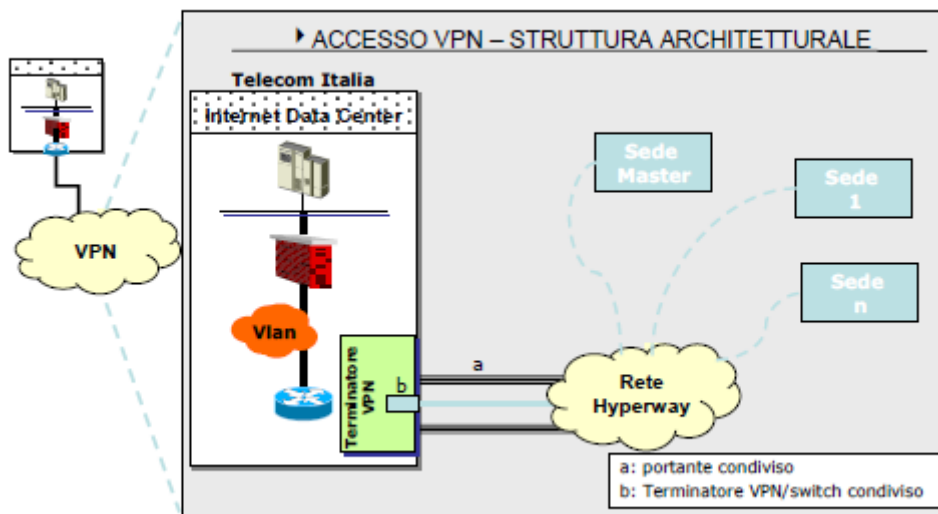 ACCESSO VPN – STRUTTURA ARCHITETTURALE
Telecom Italia
Internet Data Center
Sede
Master
Sede
1
Sede
n
VPN
Vlan
Terminatore
VPN
b
a
Rete
Hyperway
a: portante condiviso
b: Terminatore VPN/switch condiviso